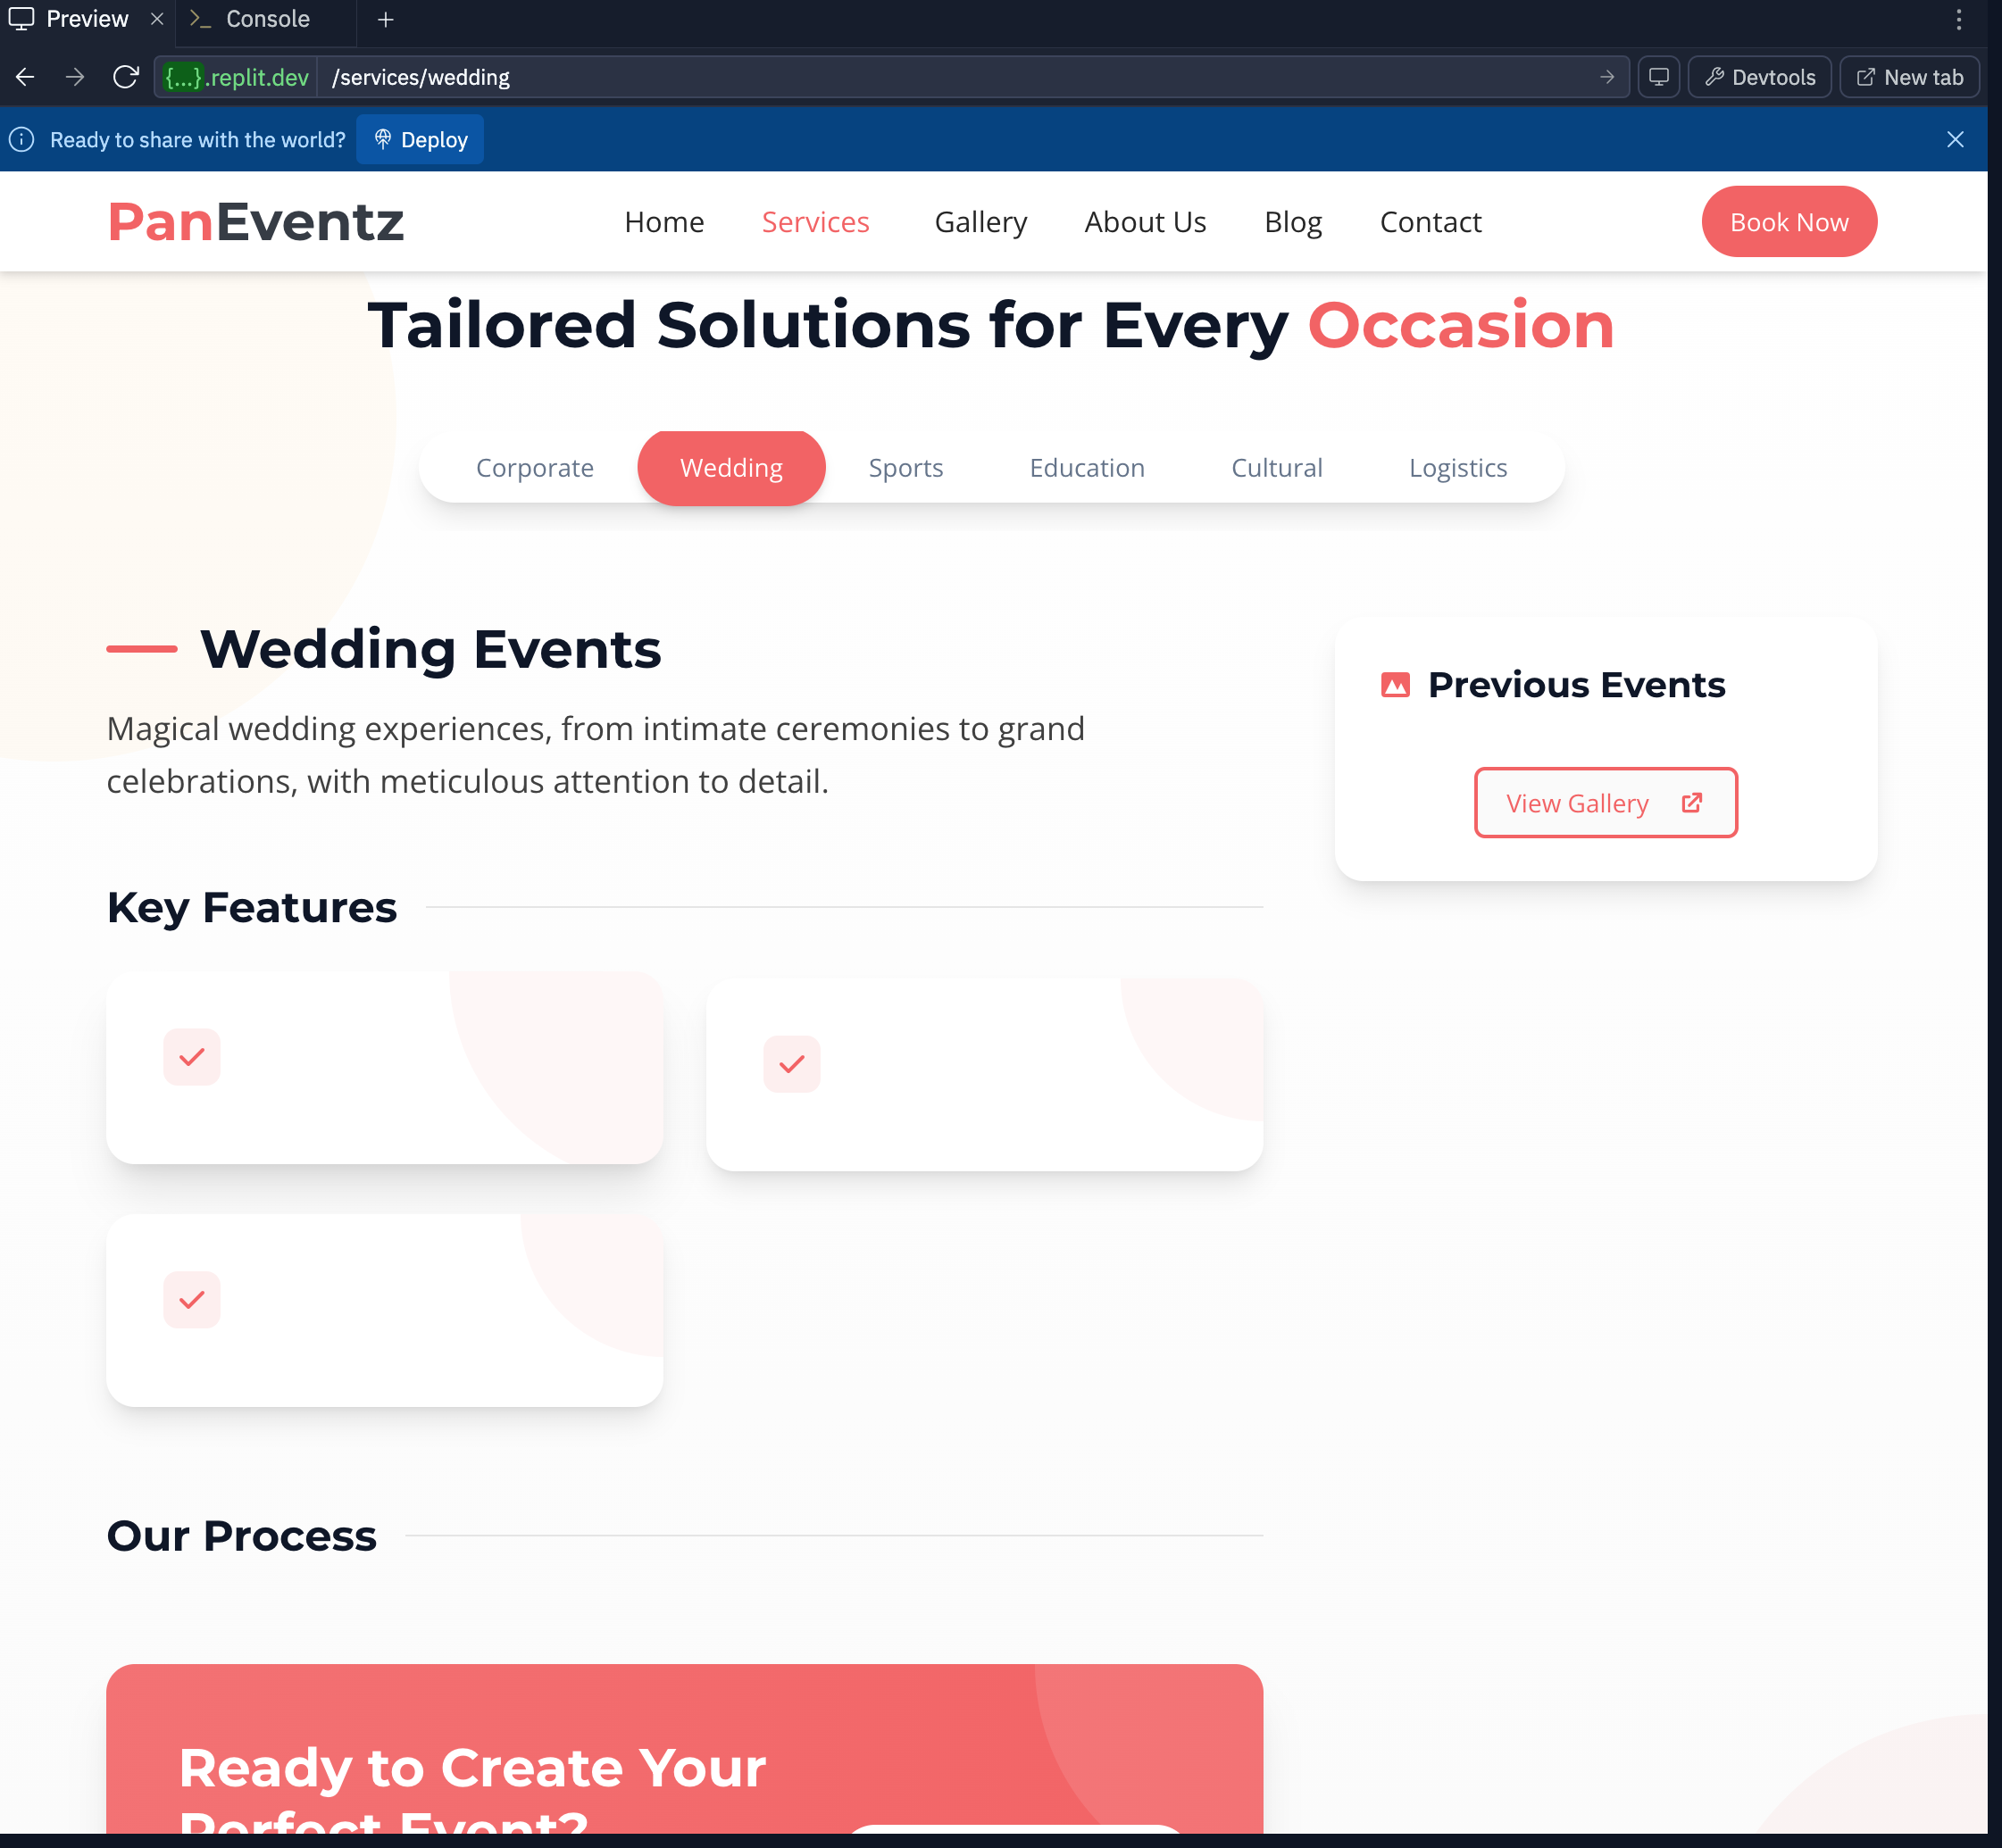 Preview
Console
{...}.replit.dev /services/wedding
Devtools
New tab
Ready to share with the world?
Deploy
PanEventz
Home
Services
Gallery
About Us
Blog
Contact
Book Now
Tailored Solutions for Every Occasion
Corporate
Wedding
Sports
Education
Cultural
Logistics
Wedding Events
Magical wedding experiences, from intimate ceremonies to grand
celebrations, with meticulous attention to detail.
Previous Events
View Gallery
Key Features
Our Process
Ready to Create Your
Perfect Event?